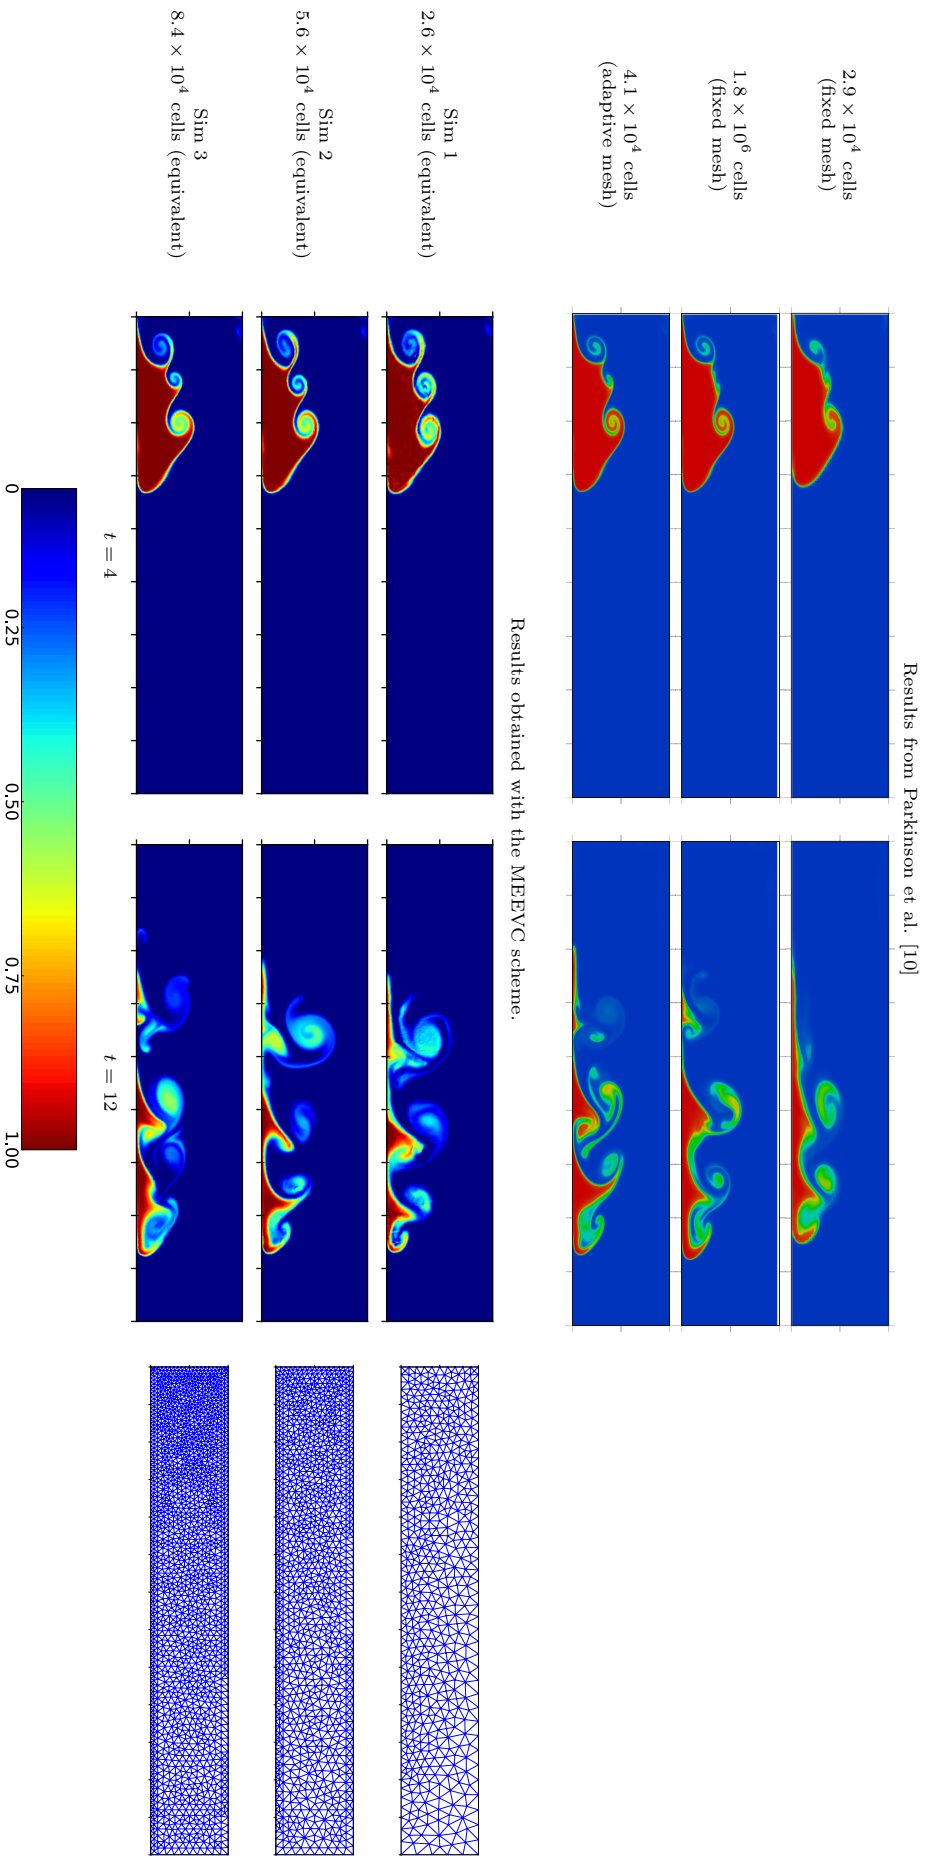 Results from Parkinson et al. [10]
2.9 × 10⁴ cells
(fixed mesh)
1.8 × 10⁶ cells
(fixed mesh)
4.1 × 10⁴ cells
(adaptive mesh)
Results obtained with the MEEVC scheme.
Sim 1
2.6 × 10⁴ cells (equivalent)
Sim 2
5.6 × 10⁴ cells (equivalent)
Sim 3
8.4 × 10⁴ cells (equivalent)
t = 4
t = 12
0 0.25 0.50 0.75 1.00